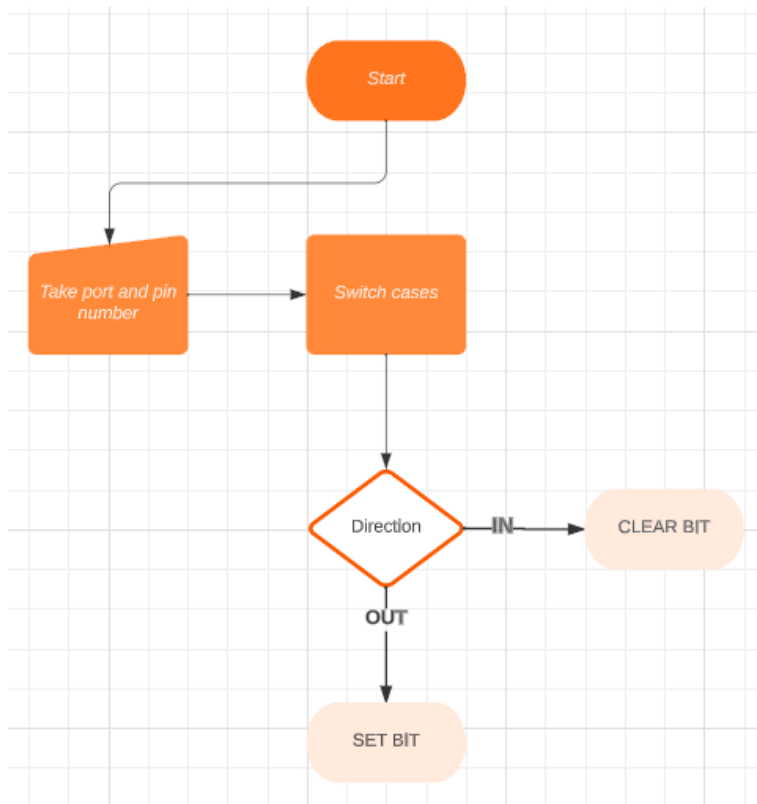 Start
Take port and pin
number
Switch cases
Direction
IN
CLEAR BIT
OUT
SET BIT